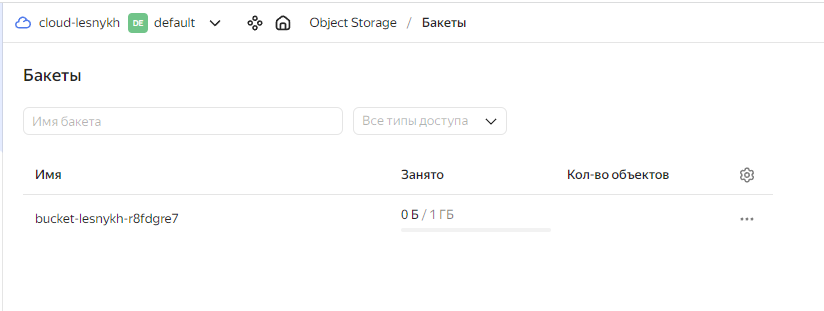 cloud-lesnykh DE default Object Storage / Бакеты
Бакеты
Имя бакета Все типы доступа
Имя Занято Кол-во объектов
bucket-lesnykh-r8fdgre7 0 Б / 1 ГБ